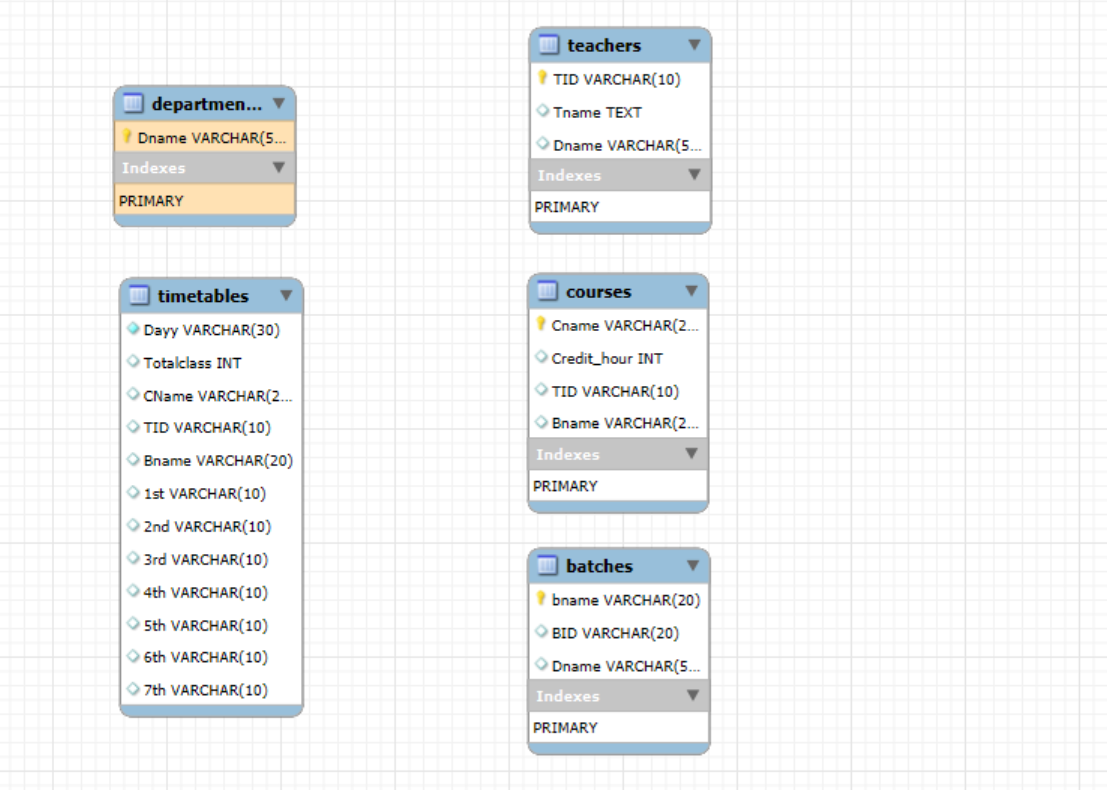 departmen...
Dname VARCHAR(5...
Indexes
PRIMARY
timetables
Dayy VARCHAR(30)
Totalclass INT
CName VARCHAR(2...
TID VARCHAR(10)
Bname VARCHAR(20)
1st VARCHAR(10)
2nd VARCHAR(10)
3rd VARCHAR(10)
4th VARCHAR(10)
5th VARCHAR(10)
6th VARCHAR(10)
7th VARCHAR(10)
teachers
TID VARCHAR(10)
Tname TEXT
Dname VARCHAR(5...
Indexes
PRIMARY
courses
Cname VARCHAR(2...
Credit_hour INT
TID VARCHAR(10)
Bname VARCHAR(2...
Indexes
PRIMARY
batches
bname VARCHAR(20)
BID VARCHAR(20)
Dname VARCHAR(5...
Indexes
PRIMARY